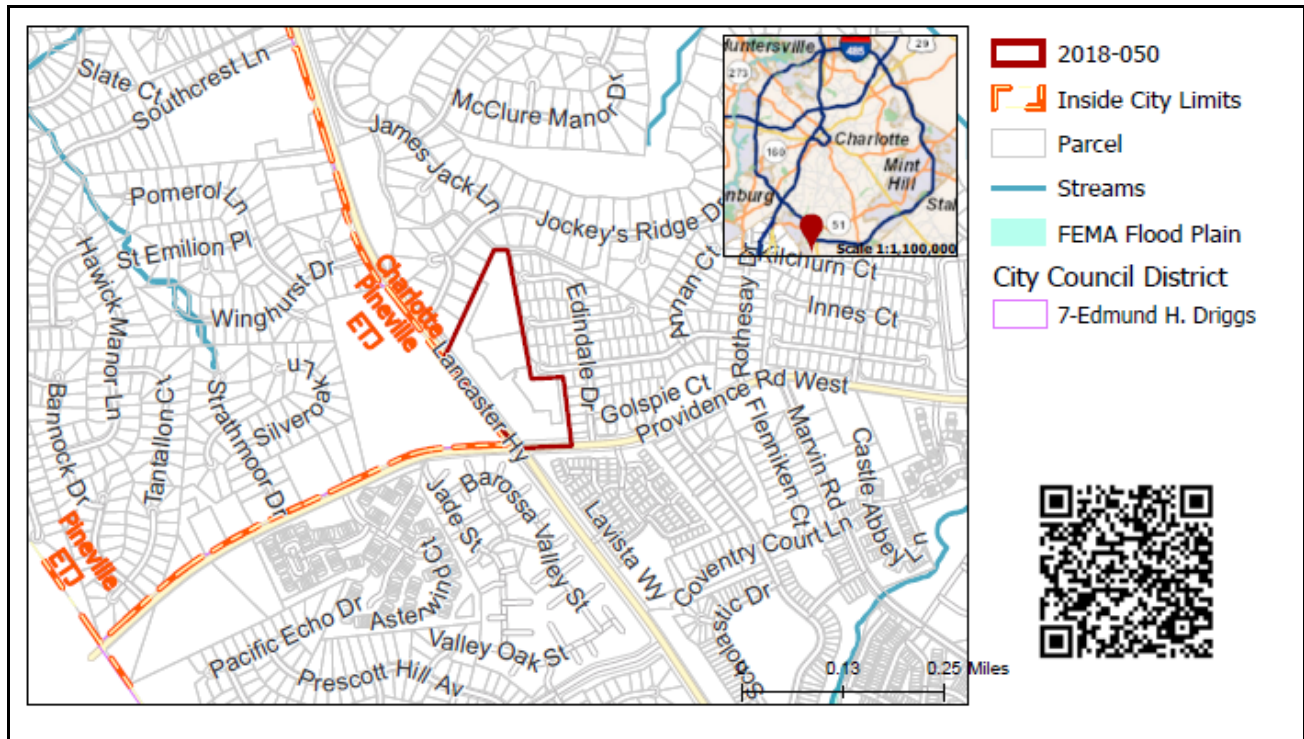 Slate Ct
Southcrest Ln
McClure Manor Dr
James Jack Ln
Jockey's Ridge Dr
Pomerol Ln
St Emilion Pl
Hawick Manor Ln
Winghurst Dr
Charlotte
Pineville
ETJ
Lancaster Hy
Edindale Dr
Annan Ct
Rothesay Dr
Kilchurn Ct
Innes Ct
Golspie Ct
Providence Rd West
Silveroak Ln
Bannock Dr
Tantallon Ct
Strathmoor Dr
Flenniken Ct
Marvin Rd
Castle Abbey Ln
Jade St
Barossa Valley St
Lavista Wy
Coventry Court Ln
Scholastic Dr
Pineville
ETJ
Asterwind Ct
Pacific Echo Dr
Valley Oak St
Prescott Hill Av
0 0.13 0.25 Miles
485
29
273
Charlotte
160
Mint
Hill
51
Scale 1:1,100,000
2018-050
Inside City Limits
Parcel
Streams
FEMA Flood Plain
City Council District
7-Edmund H. Driggs